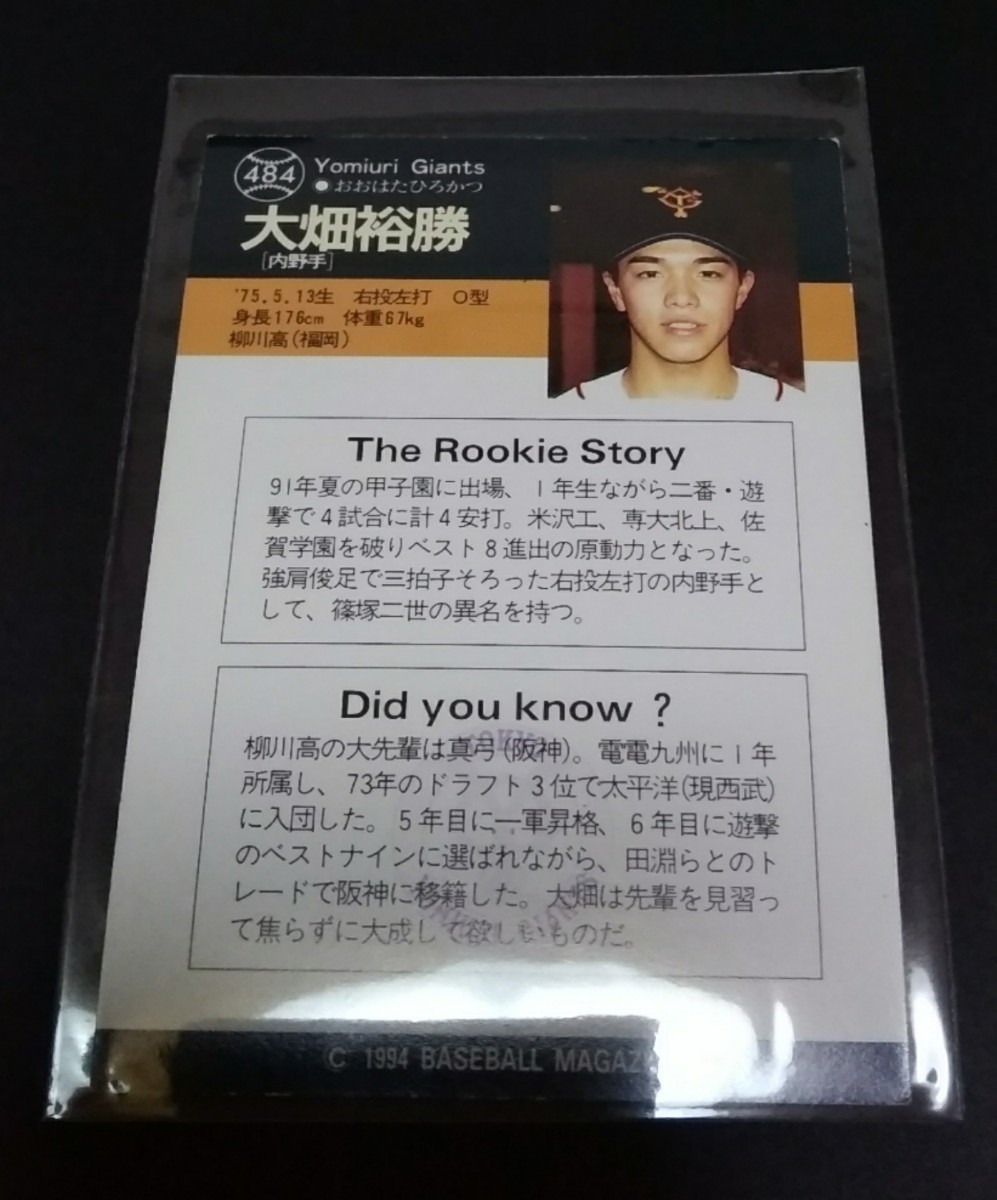 484
Yomiuri Giants
●おおはたひろかつ
大畑裕勝
[内野手]
'75.5.13生 右投左打 O型
身長176cm 体重67kg
柳川高(福岡)
The Rookie Story
91年夏の甲子園に出場、1年生ながら二番・遊
撃で4試合に計4安打。米沢工、専大北上、佐
賀学園を破りベスト8進出の原動力となった。
強肩俊足で三拍子そろった右投左打の内野手と
して、篠塚二世の異名を持つ。
Did you know ?
柳川高の大先輩は真弓(阪神)。電電九州に1年
所属し、73年のドラフト3位で太平洋(現西武)
に入団した。5年目に一軍昇格、6年目に遊撃
のベストナインに選ばれながら、田淵らとのト
レードで阪神に移籍した。大畑は先輩を見習っ
て焦らずに大成して欲しいものだ。
C 1994 BASEBALL